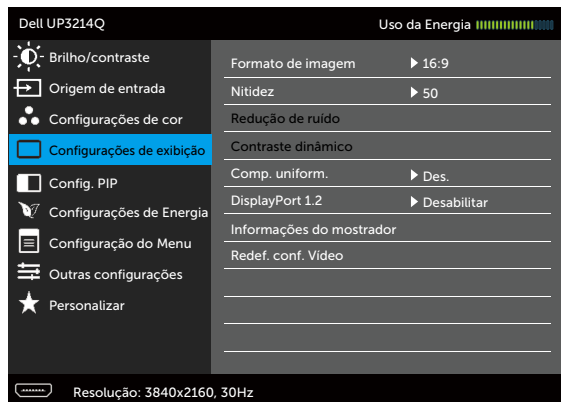 Dell UP3214Q
Uso da Energia
Brilho/contraste
Origem de entrada
Configurações de cor
Configurações de exibição
Config. PIP
Configurações de Energia
Configuração do Menu
Outras configurações
Personalizar
Formato de imagem 16:9
Nitidez 50
Redução de ruído
Contraste dinâmico
Comp. uniform. Des.
DisplayPort 1.2 Desabilitar
Informações do mostrador
Redef. conf. Vídeo
Resolução: 3840x2160, 30Hz